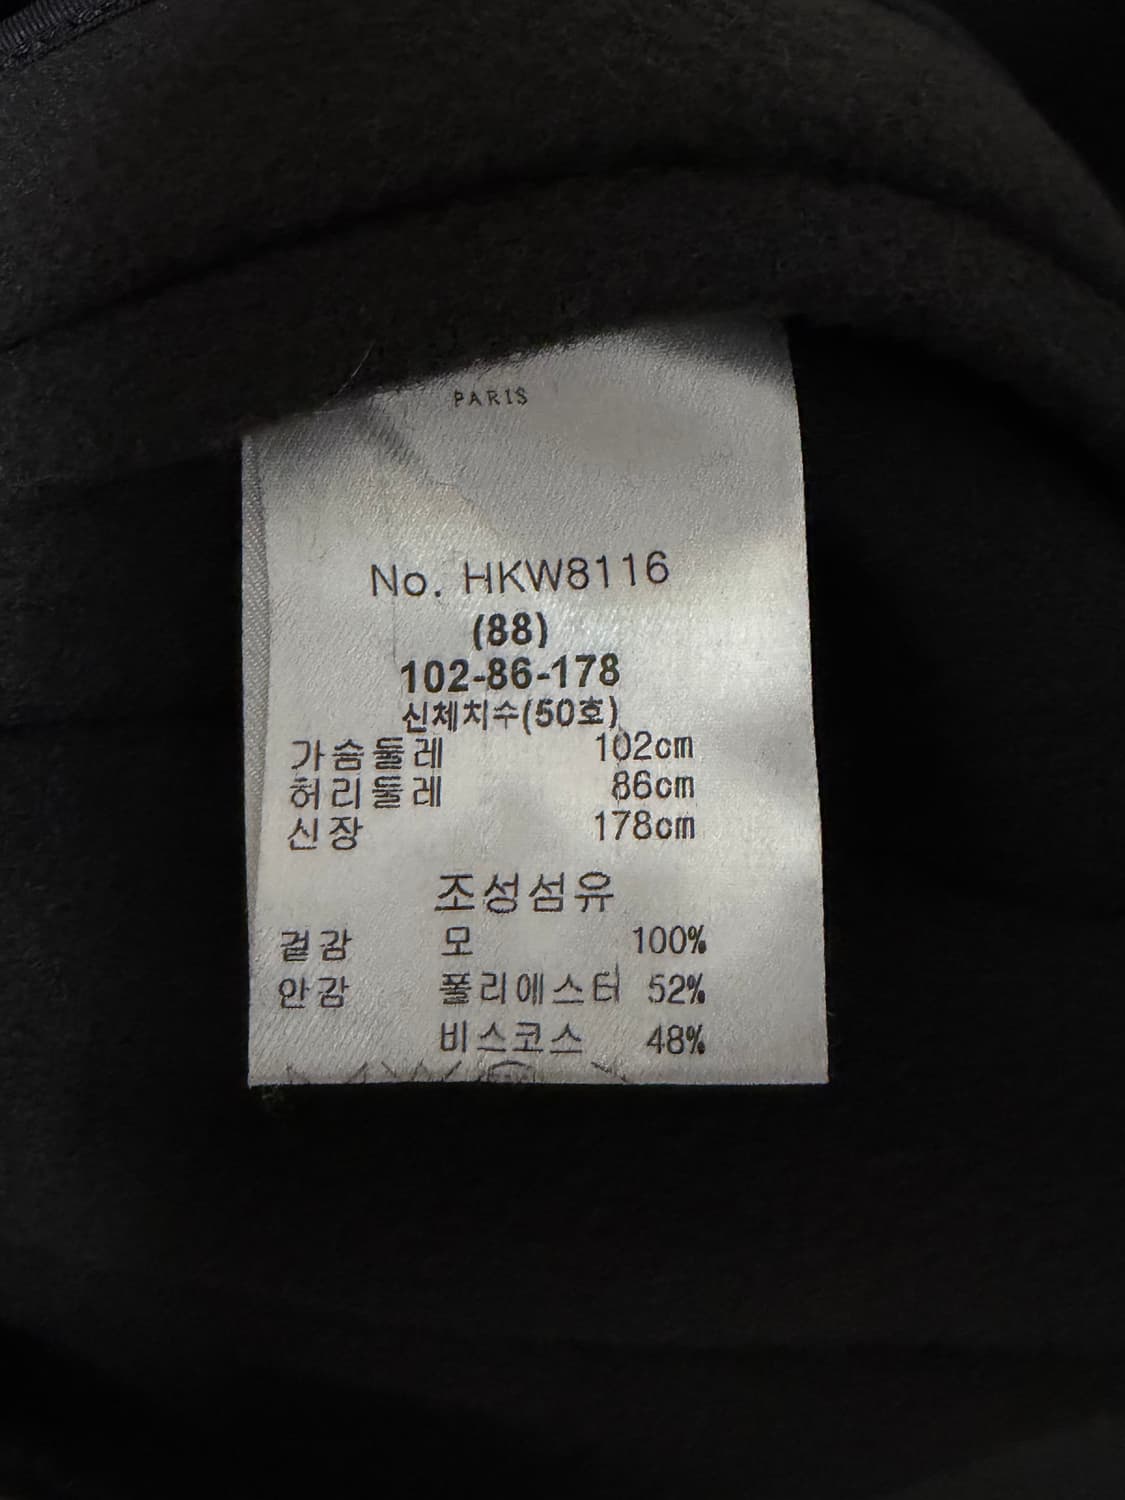 PARIS
No. HKW8116
(88)
102-86-178
신체치수(50호)
가슴둘레 102cm
허리둘레 86cm
신장 178cm
조성섬유
겉감 모 100%
안감 폴리에스터 52%
비스코스 48%